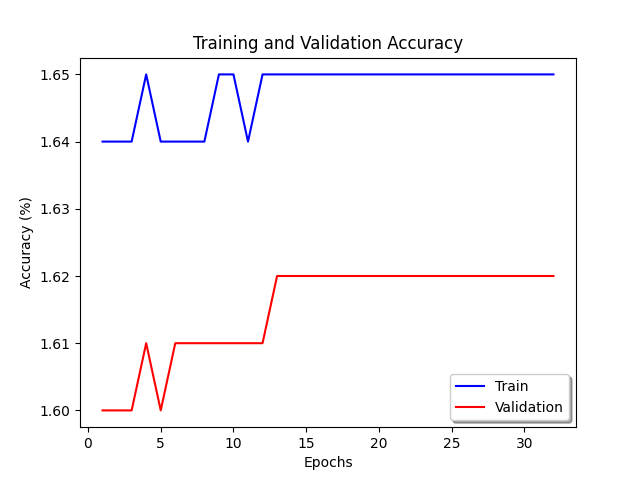 Training and Validation Accuracy
1.65
1.64
1.63
1.62
1.61
1.60
Accuracy (%)
0 5 10 15 20 25 30
Epochs
Train
Validation